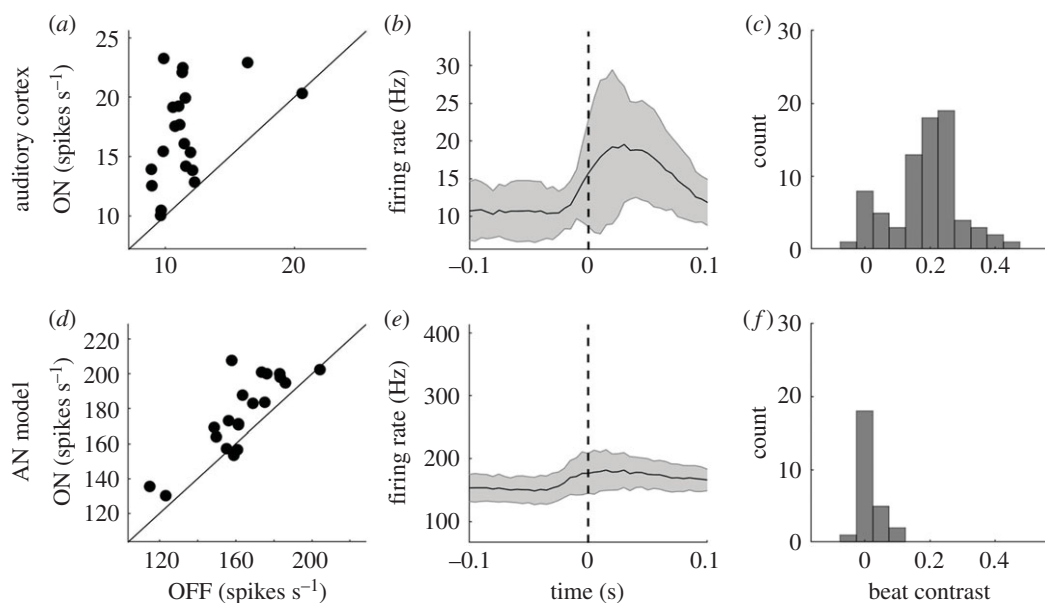 (a)
auditory cortex
ON (spikes s⁻¹)
25
20
15
10
10
20
(b)
firing rate (Hz)
30
25
20
15
10
–0.1
0
0.1
(c)
count
30
20
10
0
0
0.2
0.4
(d)
AN model
ON (spikes s⁻¹)
220
200
180
160
140
120
120
160
200
OFF (spikes s⁻¹)
(e)
firing rate (Hz)
400
300
200
100
–0.1
0
0.1
time (s)
(f)
count
30
20
10
0
0
0.2
0.4
beat contrast